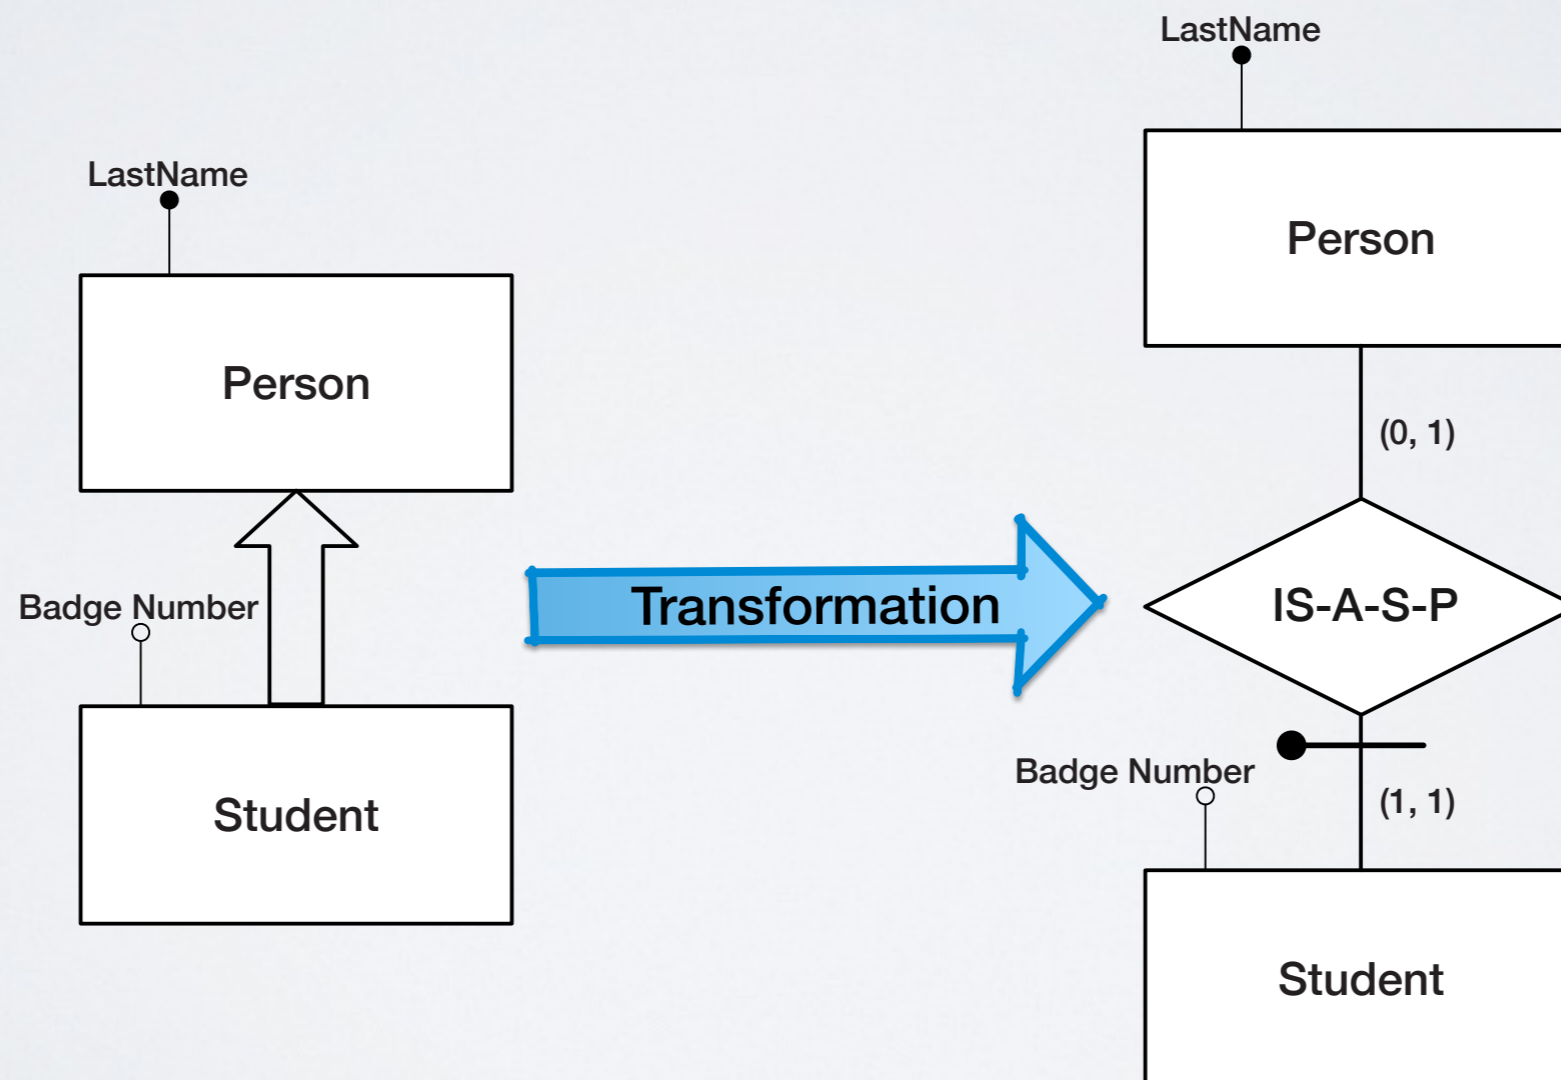 LastName
Person
Badge Number
Student
Transformation
LastName
Person
(0, 1)
IS-A-S-P
Badge Number
(1, 1)
Student